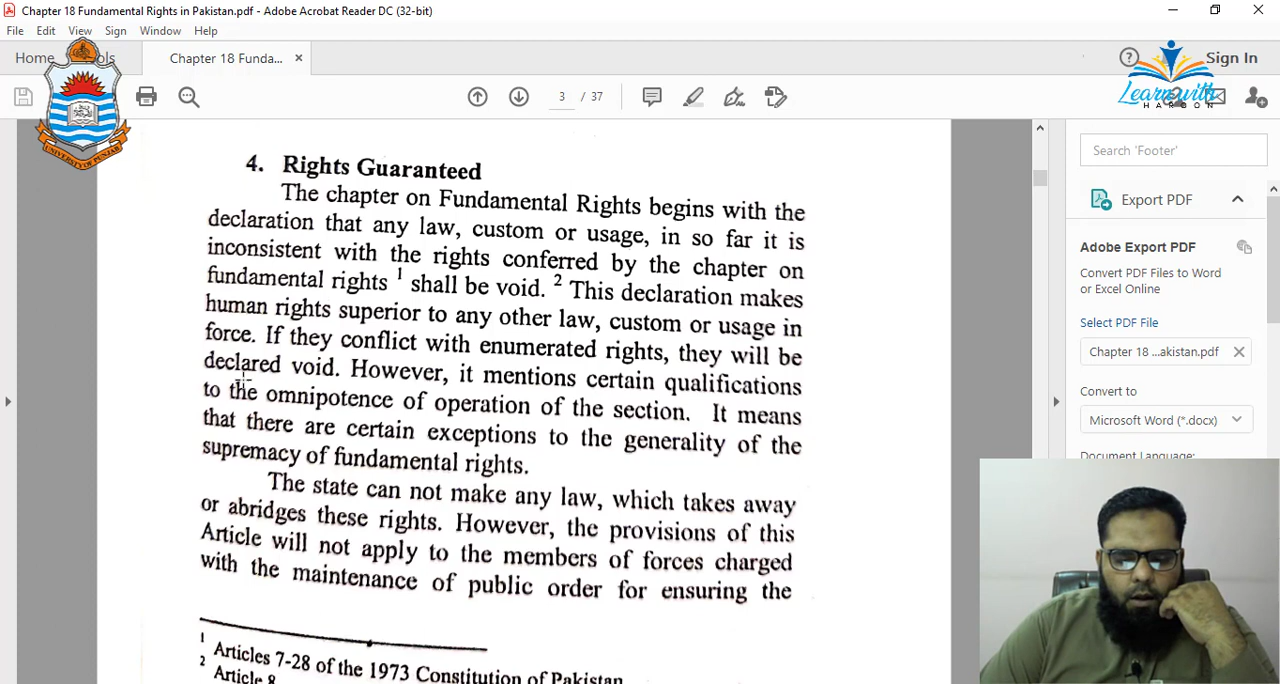 Chapter 18 Fundamental Rights in Pakistan.pdf - Adobe Acrobat Reader DC (32-bit)
File Edit View Sign Window Help
Home
Chapter 18 Funda...
Sign In
3 / 37
UNIVERSITY OF PUNJAB
Learn with
HAROON
Search 'Footer'
Export PDF
Adobe Export PDF
Convert PDF Files to Word
or Excel Online
Select PDF File
Chapter 18 ...akistan.pdf
Convert to
Microsoft Word (*.docx)
Document Language:
4. Rights Guaranteed
The chapter on Fundamental Rights begins with the
declaration that any law, custom or usage, in so far it is
inconsistent with the rights conferred by the chapter on
fundamental rights 1 shall be void. 2 This declaration makes
human rights superior to any other law, custom or usage in
force. If they conflict with enumerated rights, they will be
declared void. However, it mentions certain qualifications
to the omnipotence of operation of the section. It means
that there are certain exceptions to the generality of the
supremacy of fundamental rights.
The state can not make any law, which takes away
or abridges these rights. However, the provisions of this
Article will not apply to the members of forces charged
with the maintenance of public order for ensuring the
1 Articles 7-28 of the 1973 Constitution of Pakistan
2 Article 8